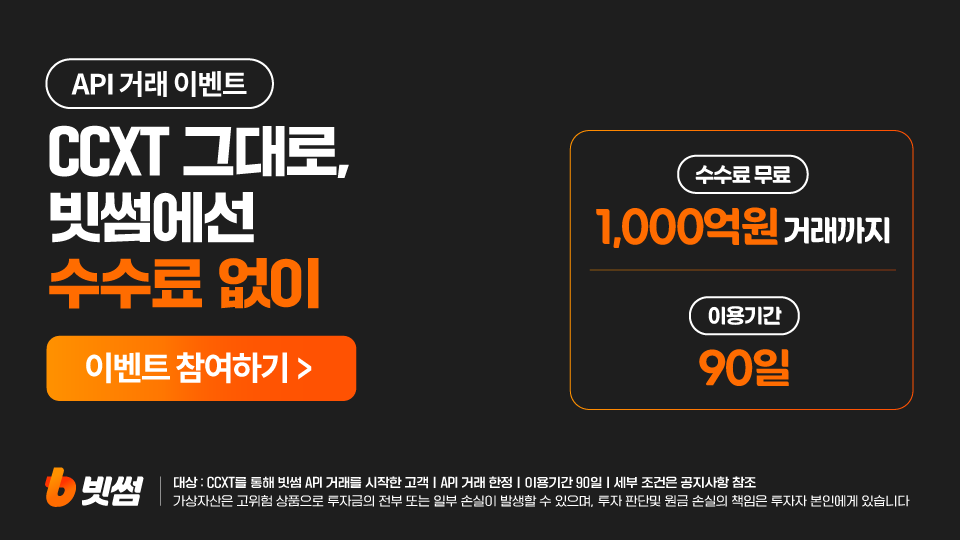 API 거래 이벤트
CCXT 그대로,
빗썸에선
수수료 없이
이벤트 참여하기 >
수수료 무료
1,000억원 거래까지
이용기간
90일
b 빗썸
대상 : CCXT를 통해 빗썸 API 거래를 시작한 고객 | API 거래 한정 | 이용기간 90일 | 세부 조건은 공지사항 참조
가상자산은 고위험 상품으로 투자금의 전부 또는 일부 손실이 발생할 수 있으며, 투자 판단및 원금 손실의 책임은 투자자 본인에게 있습니다